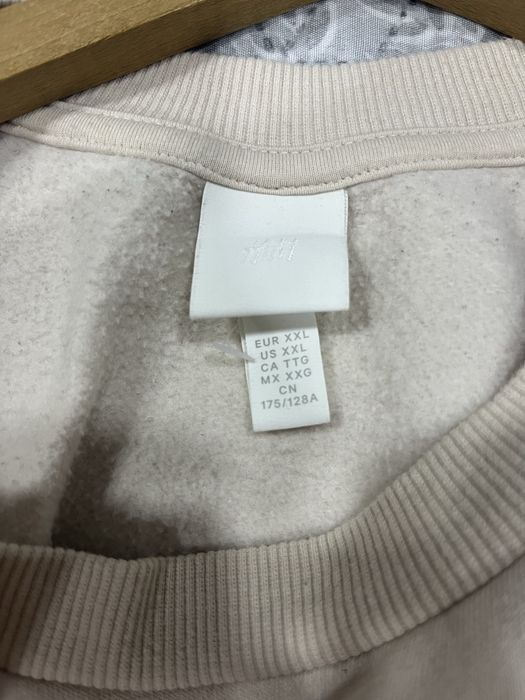 H&M
EUR XXL
US XXL
CA TTG
MX XXG
CN
175/128A